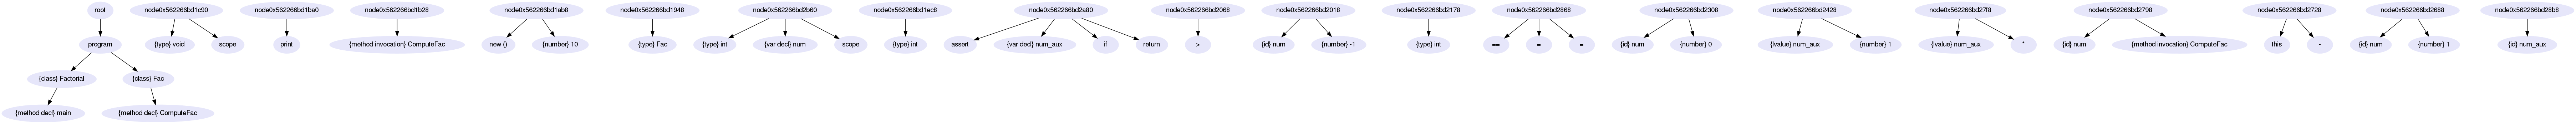 root node0x562266bd1c90 node0x562266bd1ba0 node0x562266bd1b28 node0x562266bd1ab8 node0x562266bd1948 node0x562266bd2b60 node0x562266bd1ec8 node0x562266bd2a80 node0x562266bd2068 node0x562266bd2018 node0x562266bd2178 node0x562266bd2868 node0x562266bd2308 node0x562266bd2428 node0x562266bd27f8 node0x562266bd2798 node0x562266bd2728 node0x562266bd2688 node0x562266bd28b8
program {type} void scope print {method invocation} ComputeFac new () {number} 10 {type} Fac {type} int {var decl} num scope {type} int assert {var decl} num_aux if return > {id} num {number} -1 {type} int == = = {id} num {number} 0 {lvalue} num_aux {number} 1 {lvalue} num_aux * {id} num {method invocation} ComputeFac this - {id} num {number} 1 {id} num_aux
{class} Factorial {class} Fac
{method decl} main {method decl} ComputeFac